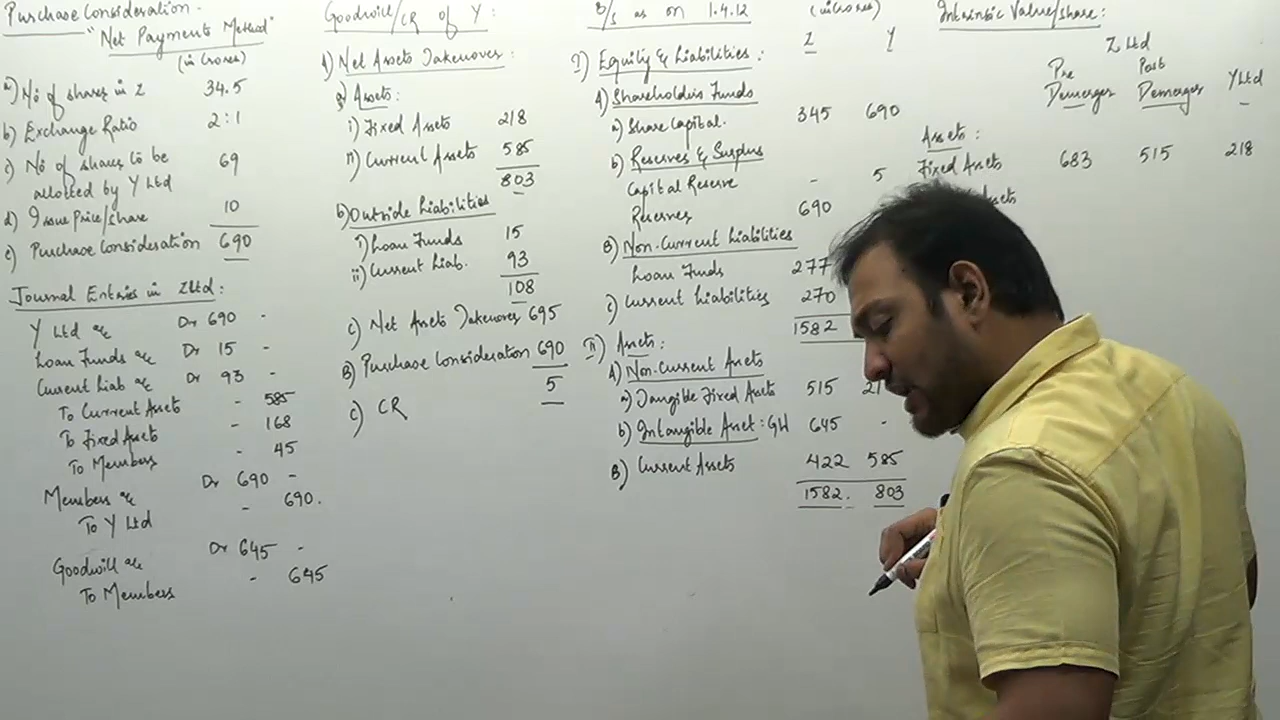 Purchase Consideration.
"Net Payments Method"
(in Crores)
a) No of shares in Z 34.5
b) Exchange Ratio 2:1
c) No of shares to be
allotted by Y Ltd 69
d) Issue Price/share 10
e) Purchase Consideration 690
Journal Entries in Z Ltd:
Y Ltd a/c Dr 690 -
Loan Funds a/c Dr 15 -
Current Liab a/c Dr 93 -
To Current Assets - 585
To Fixed Assets - 168
To Members - 45
Members a/c Dr 690 -
To Y Ltd - 690.
Goodwill a/c Dr 645 -
To Members - 645
Goodwill/CR of Y:
A) Net Assets Takenover:
a) Assets:
i) Fixed Assets 218
ii) Current Assets 585
803
b) Outside Liabilities
i) Loan Funds 15
ii) Current Liab. 93
108
c) Net Assets Takenover 695
B) Purchase Consideration 690
5
C) CR
B/S as on 1.4.12 (in Crores)
Z Y
I) Equity & Liabilities:
A) Shareholders Funds
a) Share Capital. 345 690
b) Reserves & Surplus
Capital Reserve - 5
Reserves 690
B) Non-Current Liabilities
Loan Funds 277
C) Current Liabilities 270
1582
II) Assets:
A) Non-Current Assets
a) Tangible Fixed Assets 515 21
b) Intangible Asset: GW 645 -
B) Current Assets 422 585
1582. 803
Intrinsic Value/share:
Z Ltd
Pre Demerger Post Demerger Y Ltd
Assets:
Fixed Assets 683 515 218